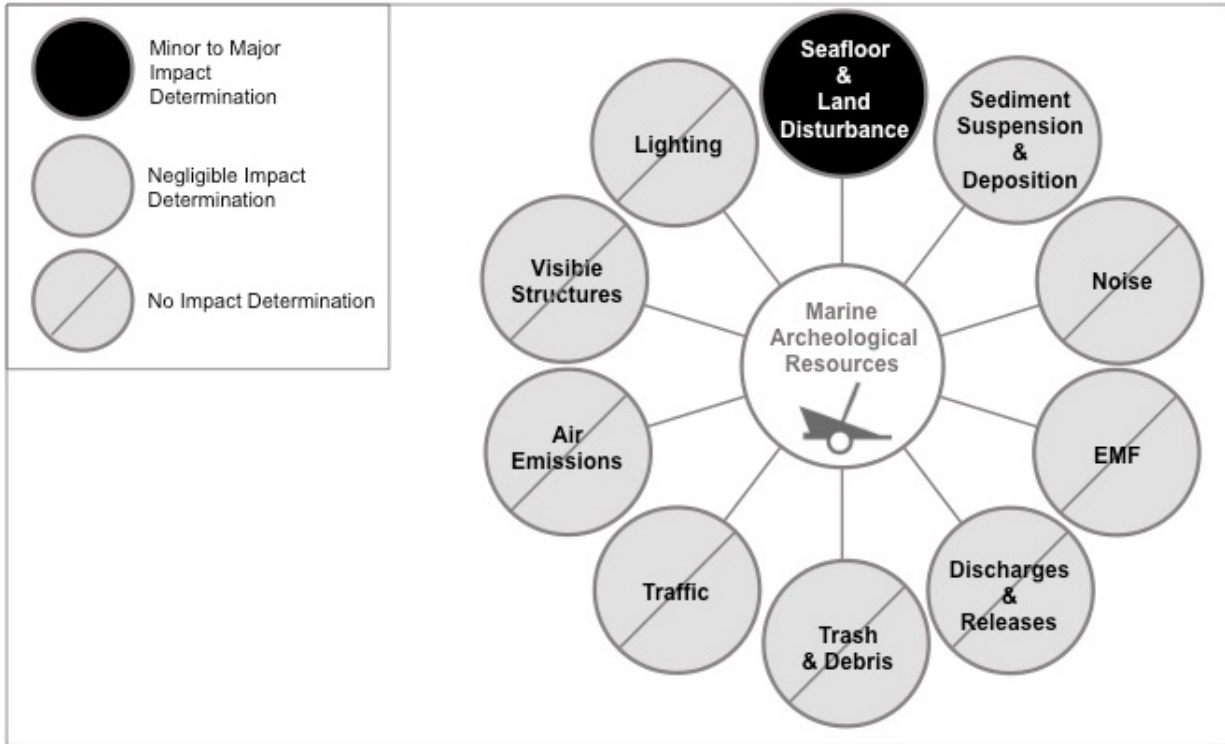 Minor to Major
Impact
Determination
Negligible Impact
Determination
No Impact Determination
Seafloor
&
Land
Disturbance
Sediment
Suspension
&
Deposition
Noise
EMF
Discharges
&
Releases
Trash
& Debris
Traffic
Air
Emissions
Visible
Structures
Lighting
Marine
Archeological
Resources